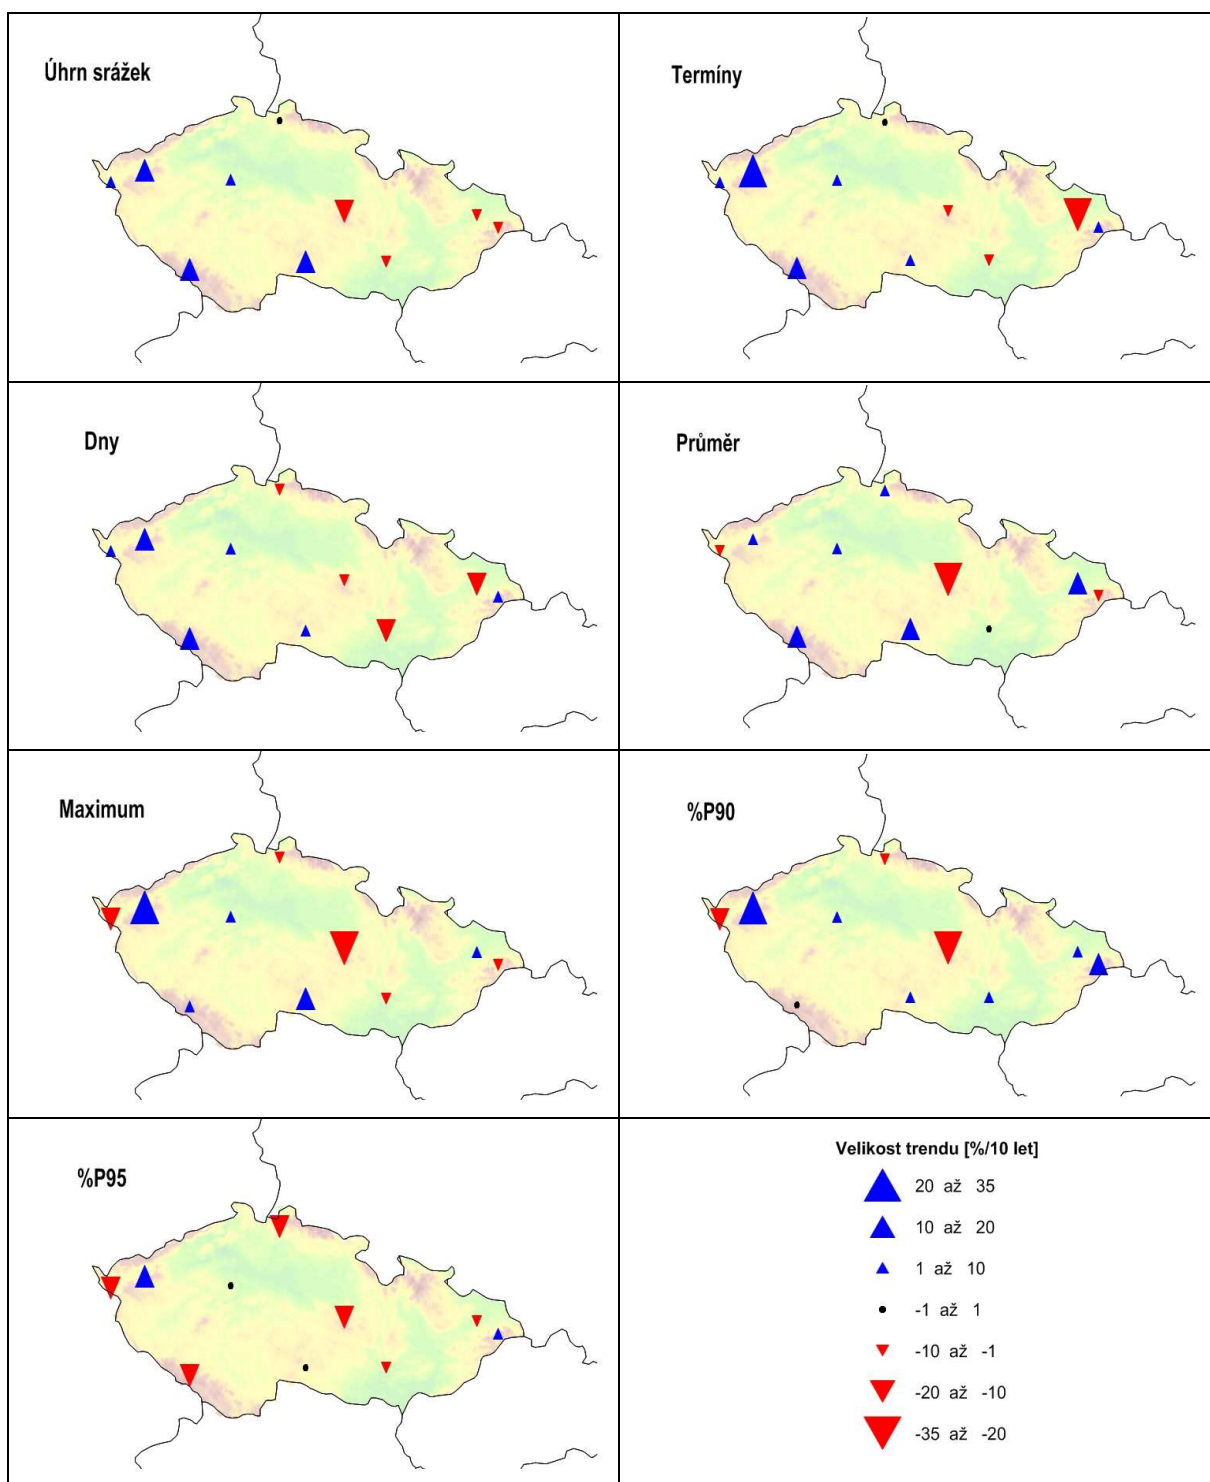 Úhrn srážek
Termíny
Dny
Průměr
Maximum
%P90
%P95
Velikost trendu [%/10 let]
20 až 35
10 až 20
1 až 10
-1 až 1
-10 až -1
-20 až -10
-35 až -20